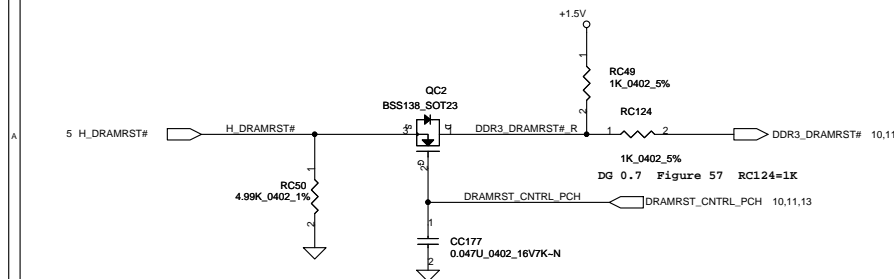 +1.5V
RC49
1K_0402_5%
QC2
BSS138_SOT23
RC124
A
5 H_DRAMRST#
H_DRAMRST#
3 S
D 1
DDR3_DRAMRST#_R
1 2
DDR3_DRAMRST# 10,11
1K_0402_5%
DG 0.7 Figure 57 RC124=1K
RC50
4.99K_0402_1%
G
2
DRAMRST_CNTRL_PCH
DRAMRST_CNTRL_PCH 10,11,13
CC177
0.047U_0402_16V7K~N
1
2
1
2
1
2